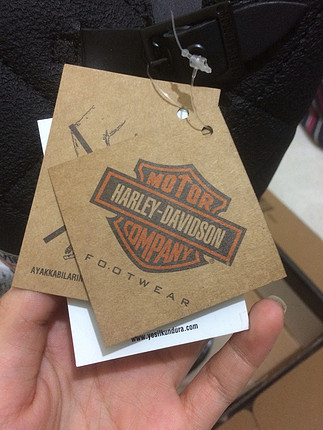 MOTOR
HARLEY-DAVIDSON
COMPANY
FOOTWEAR
AYAKKABILARIN
www.yesilkundura.com